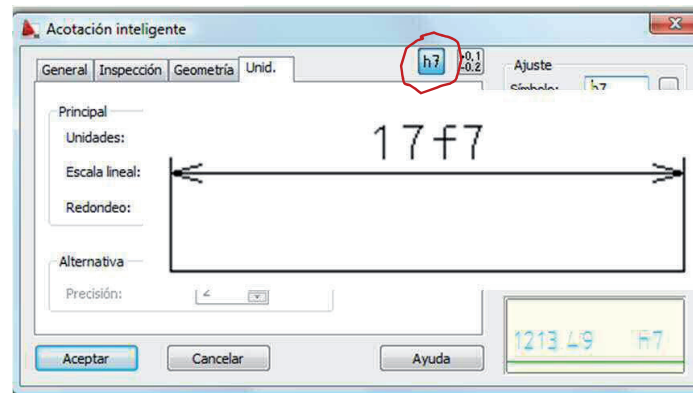 Acotación inteligente
General Inspección Geometría Unid.
h7
+0.1
-0.2
Ajuste
Símbolo: h7
Principal
Unidades:
17f7
Escala lineal:
Redondeo:
Alternativa
Precisión: 2
1213.49 h7
Aceptar Cancelar Ayuda